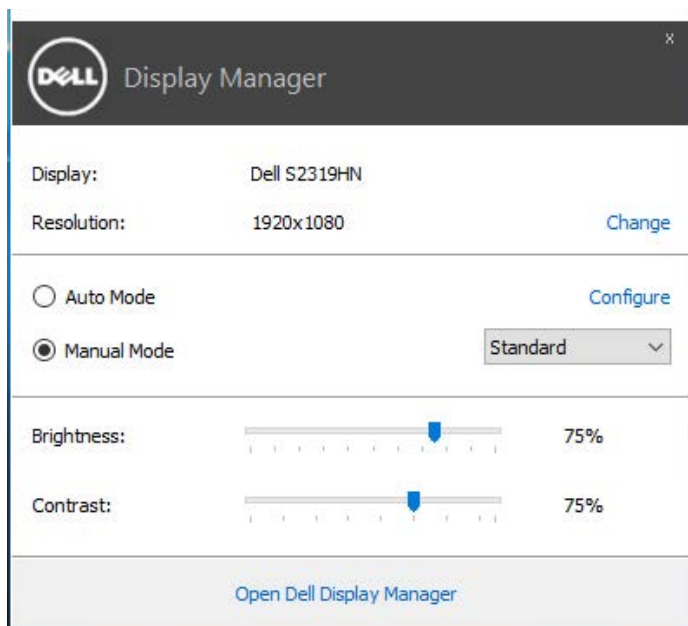 DELL
Display Manager
x
Display: Dell S2319HN
Resolution: 1920x1080 Change
Auto Mode Configure
Manual Mode Standard
Brightness: 75%
Contrast: 75%
Open Dell Display Manager